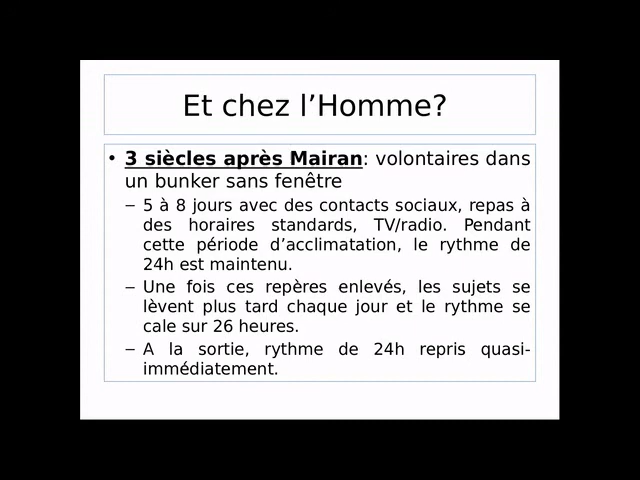 Et chez l’Homme?
• 3 siècles après Mairan: volontaires dans
un bunker sans fenêtre
– 5 à 8 jours avec des contacts sociaux, repas à
des horaires standards, TV/radio. Pendant
cette période d’acclimatation, le rythme de
24h est maintenu.
– Une fois ces repères enlevés, les sujets se
lèvent plus tard chaque jour et le rythme se
cale sur 26 heures.
– A la sortie, rythme de 24h repris quasi-
immédiatement.